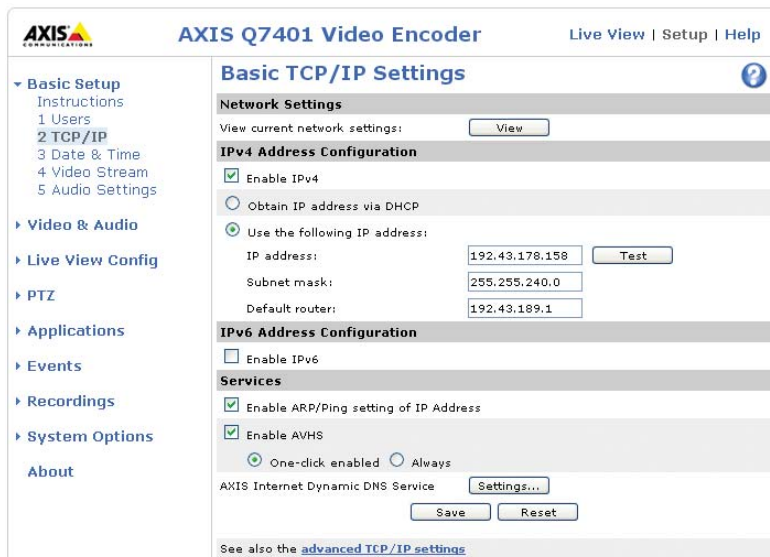 AXIS
COMMUNICATIONS
AXIS Q7401 Video Encoder
Live View | Setup | Help
Basic Setup
Instructions
1 Users
2 TCP/IP
3 Date & Time
4 Video Stream
5 Audio Settings
Video & Audio
Live View Config
PTZ
Applications
Events
Recordings
System Options
About
Basic TCP/IP Settings
?
Network Settings
View current network settings: View
IPv4 Address Configuration
Enable IPv4
Obtain IP address via DHCP
Use the following IP address:
IP address: 192.43.178.158 Test
Subnet mask: 255.255.240.0
Default router: 192.43.189.1
IPv6 Address Configuration
Enable IPv6
Services
Enable ARP/Ping setting of IP Address
Enable AVHS
One-click enabled Always
AXIS Internet Dynamic DNS Service Settings...
Save Reset
See also the advanced TCP/IP settings